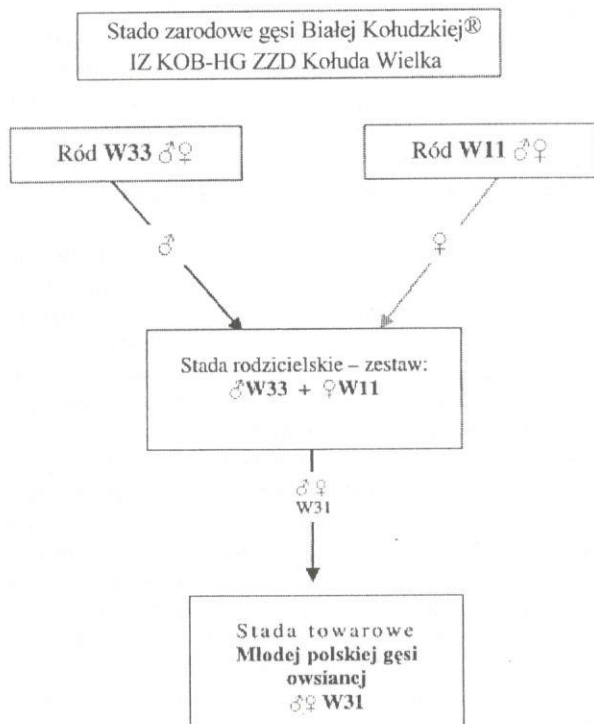 Stado zarodowe gęsi Białej Kołudzkiej®
IZ KOB-HG ZZD Kołuda Wielka
Ród W33 ♂♀
Ród W11 ♂♀
♂
♀
Stada rodzicielskie – zestaw:
♂W33 + ♀W11
♂♀
W31
Stada towarowe
Młodej polskiej gęsi
owsianej
♂♀ W31